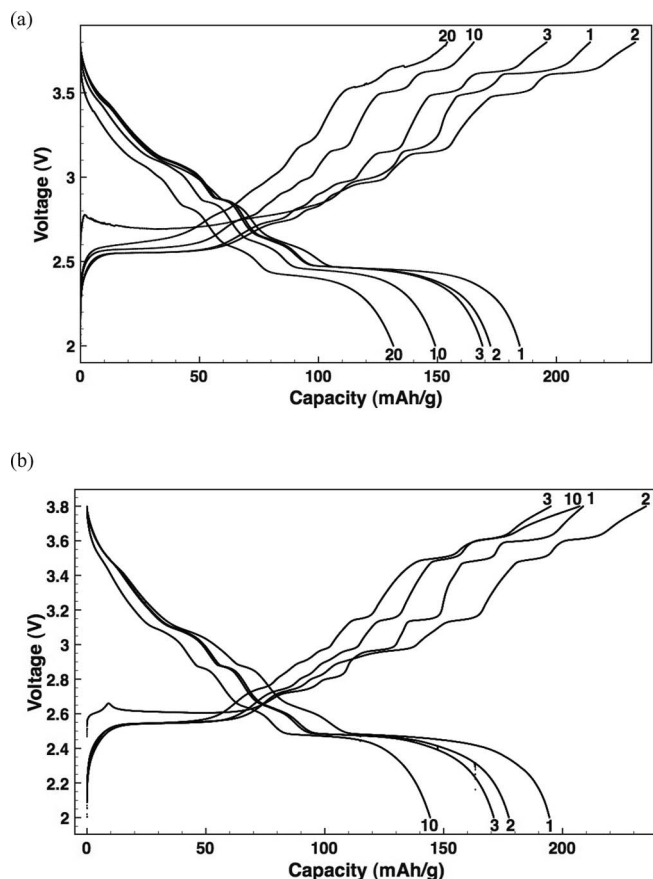 (a)
20 10 3 1 2
3.5
3
2.5
2
Voltage (V)
20 10 3 2 1
0 50 100 150 200
Capacity (mAh/g)
(b)
3 10 1 2
3.8
3.6
3.4
3.2
3
2.8
2.6
2.4
2.2
2
Voltage (V)
10 3 2 1
0 50 100 150 200
Capacity (mAh/g)